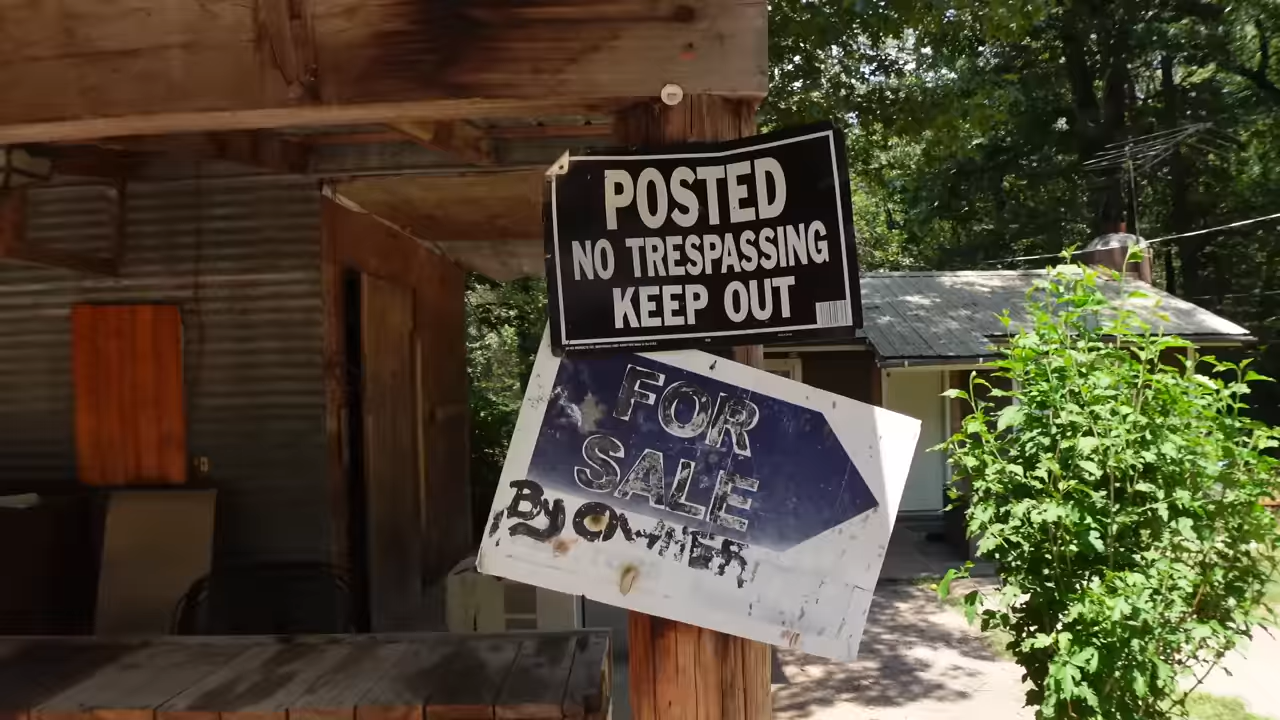 POSTED
NO TRESPASSING
KEEP OUT
FOR
SALE
By OWNER